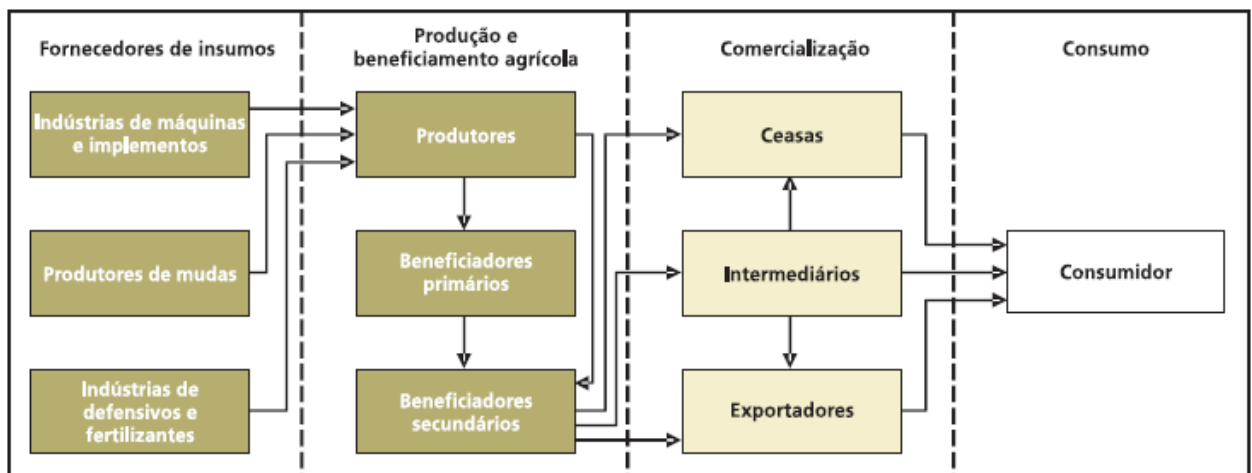 Fornecedores de insumos
Produção e
beneficiamento agrícola
Comercialização
Consumo
Indústrias de máquinas
e implementos
Produtores
Ceasas
Produtores de mudas
Beneficiadores
primários
Intermediários
Consumidor
Indústrias de
defensivos e
fertilizantes
Beneficiadores
secundários
Exportadores